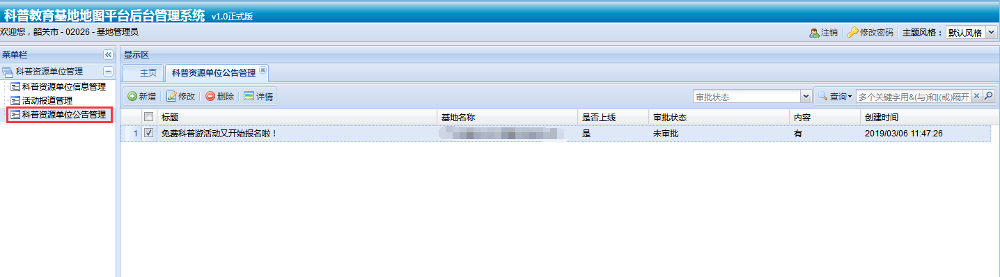 科普教育基地地图平台后台管理系统 v1.0正式版
欢迎您，韶关市 - 02026 - 基地管理员 注销 修改密码 主题风格： 默认风格
菜单栏 显示区
科普资源单位管理 主页 科普资源单位公告管理
科普资源单位信息管理
活动报道管理
科普资源单位公告管理
新增 修改 删除 详情 审批状态 查询 多个关键字用&(与)和|(或)隔开
标题 基地名称 是否上线 审批状态 内容 创建时间
1 免费科普游活动又开始报名啦！ 是 未审批 有 2019/03/06 11:47:26